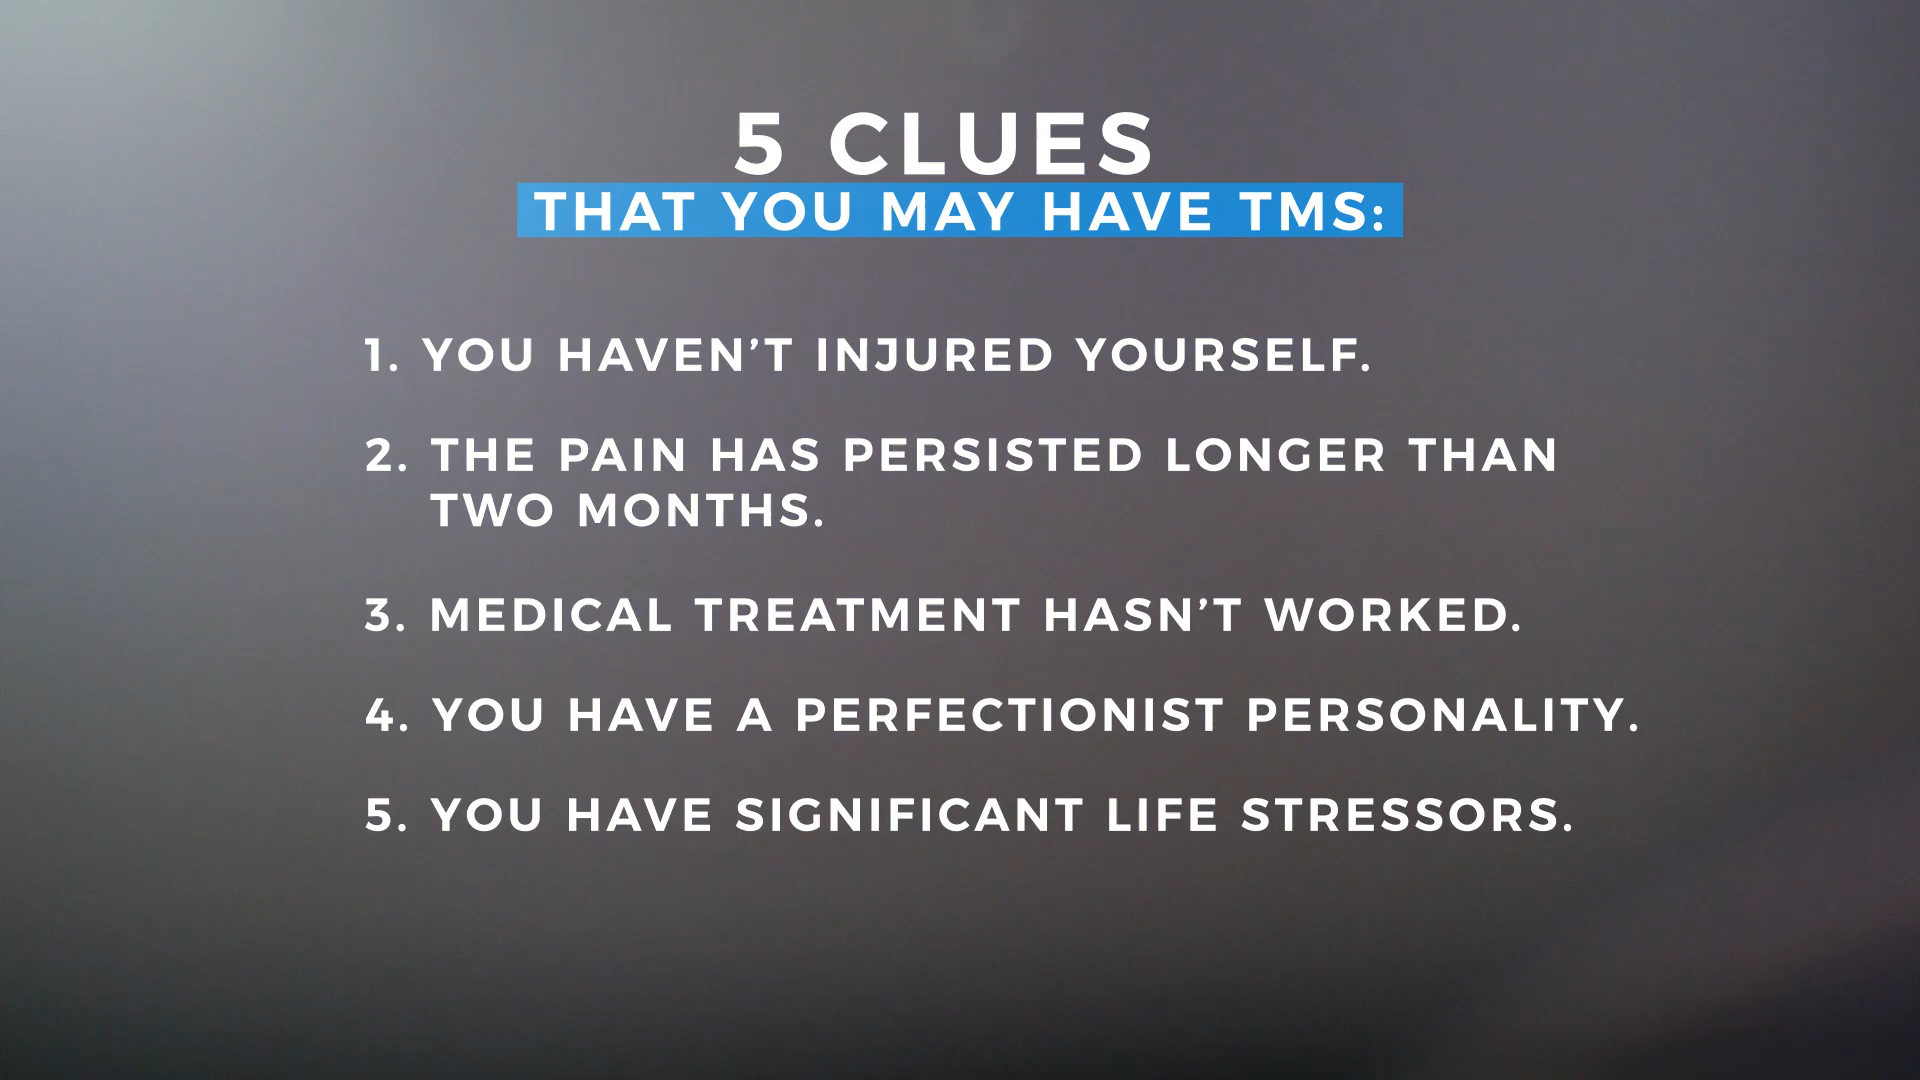 5 CLUES
THAT YOU MAY HAVE TMS:
1. YOU HAVEN’T INJURED YOURSELF.
2. THE PAIN HAS PERSISTED LONGER THAN
TWO MONTHS.
3. MEDICAL TREATMENT HASN’T WORKED.
4. YOU HAVE A PERFECTIONIST PERSONALITY.
5. YOU HAVE SIGNIFICANT LIFE STRESSORS.